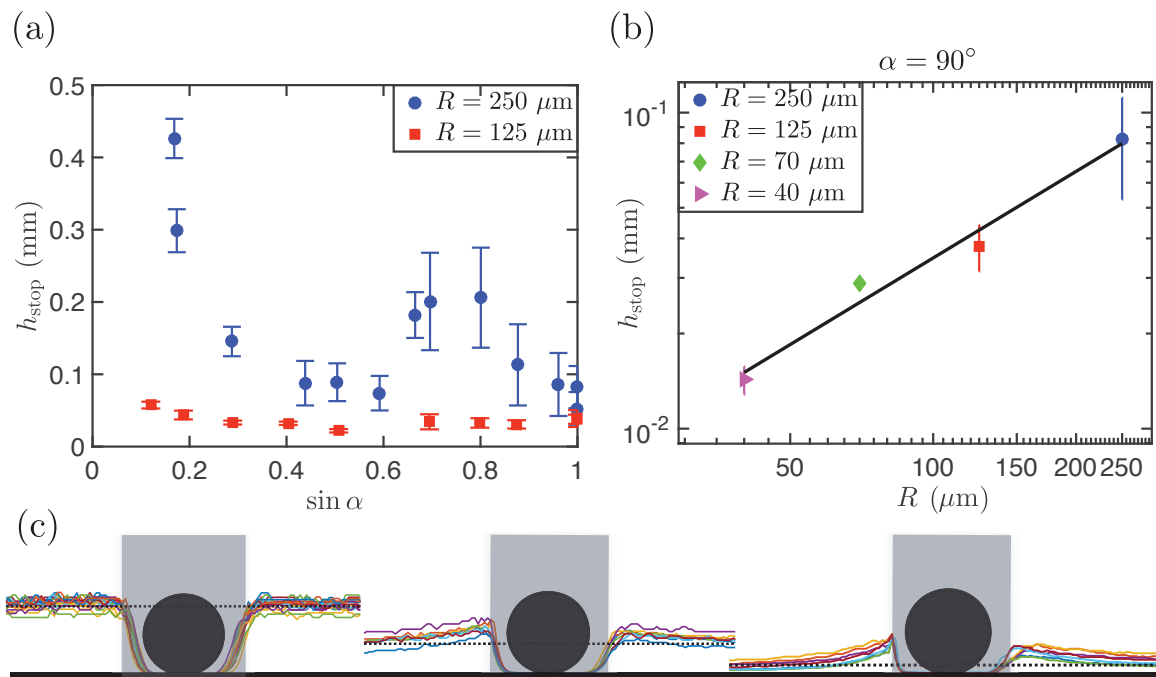 (a)
0.5
0.4
0.3
0.2
0.1
0
h_stop (mm)
0 0.2 0.4 0.6 0.8 1
sin α
R = 250 μm
R = 125 μm
(b)
α = 90°
10⁻¹
10⁻²
h_stop (mm)
R = 250 μm
R = 125 μm
R = 70 μm
R = 40 μm
50 100 150 200 250
R (μm)
(c)